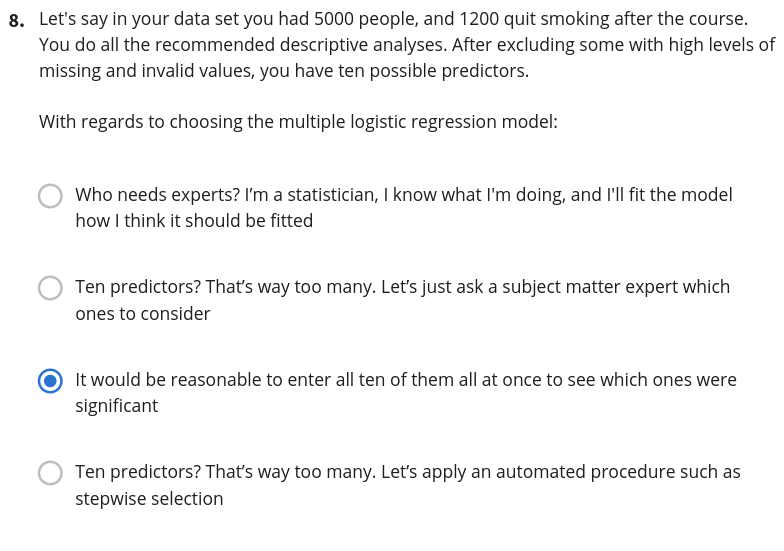 8. Let's say in your data set you had 5000 people, and 1200 quit smoking after the course.
You do all the recommended descriptive analyses. After excluding some with high levels of
missing and invalid values, you have ten possible predictors.
With regards to choosing the multiple logistic regression model:
Who needs experts? I’m a statistician, I know what I'm doing, and I'll fit the model
how I think it should be fitted
Ten predictors? That’s way too many. Let’s just ask a subject matter expert which
ones to consider
It would be reasonable to enter all ten of them all at once to see which ones were
significant
Ten predictors? That’s way too many. Let’s apply an automated procedure such as
stepwise selection